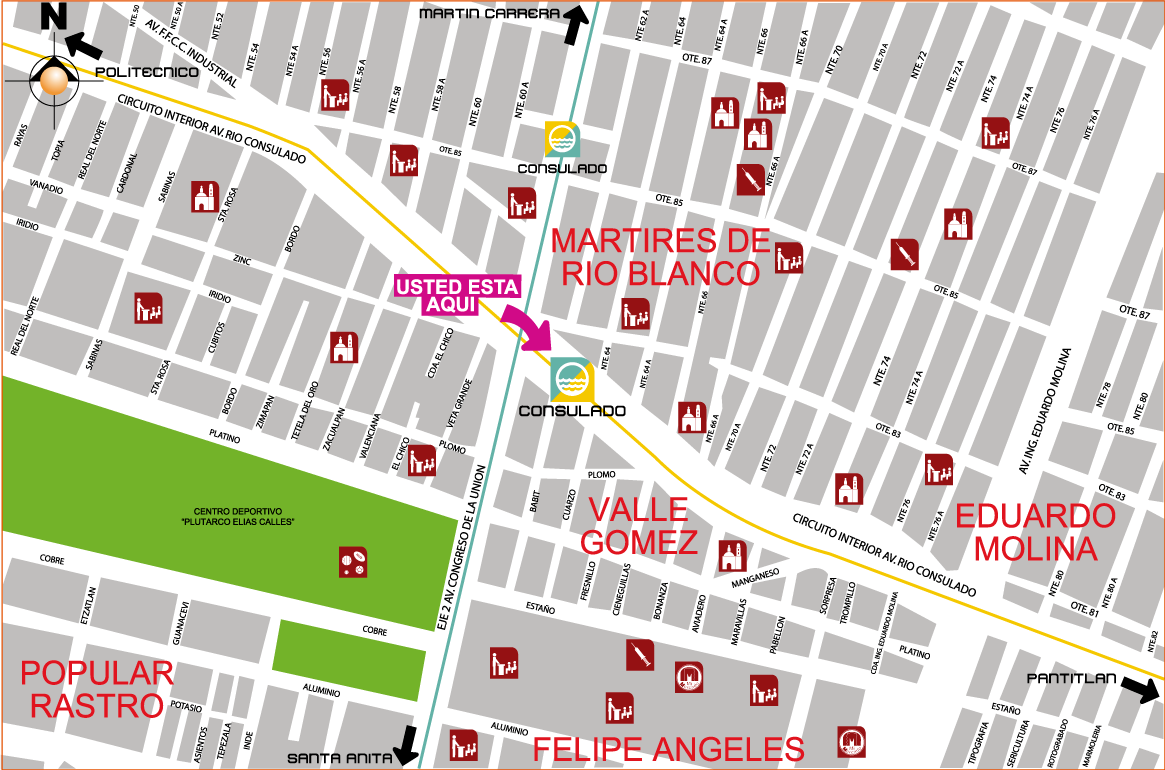 N
POLITECNICO
MARTIN CARRERA
NTE. 50
NTE. 50 A
NTE. 52
NTE. 54
NTE. 54 A
NTE. 56
NTE. 56 A
NTE. 58
NTE. 58 A
NTE. 60
NTE. 60 A
NTE. 62 A
NTE. 64
NTE. 64 A
NTE. 66
NTE. 66 A
NTE. 70
NTE. 70 A
NTE. 72
NTE. 72 A
NTE. 74
NTE. 74 A
NTE. 76
NTE. 76 A
AV. F.F.C.C. INDUSTRIAL
OTE. 87
CIRCUITO INTERIOR AV. RIO CONSULADO
OTE. 85
CONSULADO
NTE. 66 A
OTE. 87
RAYAS
TOPIA
REAL DEL NORTE
CARDONAL
SABINAS
STA. ROSA
BORDO
VANADIO
IRIDIO
ZINC
IRIDIO
OTE. 85
MARTIRES DE
RIO BLANCO
USTED ESTA
AQUI
OTE. 85
NTE. 66
OTE. 87
REAL DEL NORTE
SABINAS
STA. ROSA
CUBITOS
BORDO
ZIMAPAN
TETELA DEL ORO
ZACUALPAN
VALENCIANA
EL CHICO
CDA. EL CHICO
VETA GRANDE
PLATINO
PLOMO
CONSULADO
NTE. 64
NTE. 64 A
NTE. 66 A
NTE. 70 A
NTE. 72
NTE. 72 A
NTE. 74
NTE. 74 A
OTE. 83
NTE. 76
NTE. 76 A
AV. ING. EDUARDO MOLINA
NTE. 78
NTE. 80
OTE. 85
OTE. 83
CENTRO DEPORTIVO
"PLUTARCO ELIAS CALLES"
EJE 2 AV. CONGRESO DE LA UNION
PLOMO
BABIT
CUARZO
VALLE
GOMEZ
EDUARDO
MOLINA
CIRCUITO INTERIOR AV. RIO CONSULADO
COBRE
ETZATLAN
GUANACEVI
COBRE
ESTAÑO
FRESNILLO
CIENEGUILLAS
BONANZA
AVIADERO
MARAVILLAS
PABELLON
MANGANESO
SORPRESA
TROMPILLO
CDA. ING. EDUARDO MOLINA
PLATINO
NTE. 80
NTE. 80 A
OTE. 81
NTE. 82
POPULAR
RASTRO
ALUMINIO
POTASIO
ASIENTOS
TEPEZALA
INDE
SANTA ANITA
ALUMINIO
FELIPE ANGELES
PANTITLAN
ESTAÑO
TIPOGRAFIA
SERICULTURA
ROTOGRABADO
MARMOLERIA